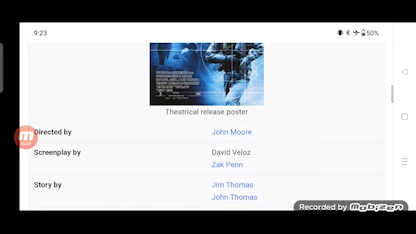 9:23
50%
Theatrical release poster
Directed by John Moore
Screenplay by David Veloz
Zak Penn
Story by Jim Thomas
John Thomas
Recorded by Mobizen